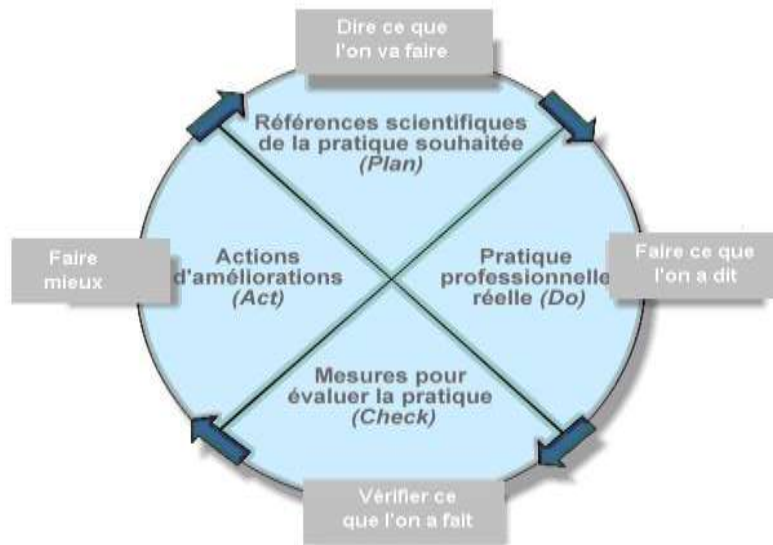 Dire ce que
l'on va faire
Références scientifiques
de la pratique souhaitée
(Plan)
Faire
mieux
Actions
d'améliorations
(Act)
Pratique
professionnelle
réelle (Do)
Faire ce que
l'on a dit
Mesures pour
évaluer la pratique
(Check)
Vérifier ce
que l'on a fait